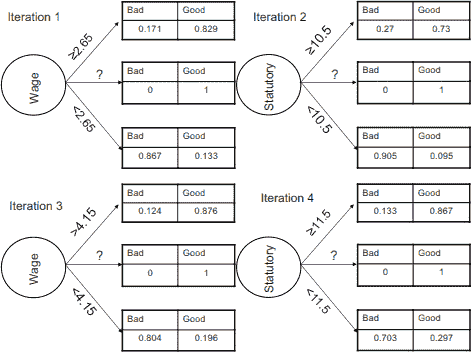 Iteration 1
Wage
≥2.65
Bad Good
0.171 0.829
?
Bad Good
0 1
<2.65
Bad Good
0.867 0.133
Iteration 2
Statutory
≥10.5
Bad Good
0.27 0.73
?
Bad Good
0 1
<10.5
Bad Good
0.905 0.095
Iteration 3
Wage
>4.15
Bad Good
0.124 0.876
?
Bad Good
0 1
<4.15
Bad Good
0.804 0.196
Iteration 4
Statutory
≥11.5
Bad Good
0.133 0.867
?
Bad Good
0 1
<11.5
Bad Good
0.703 0.297